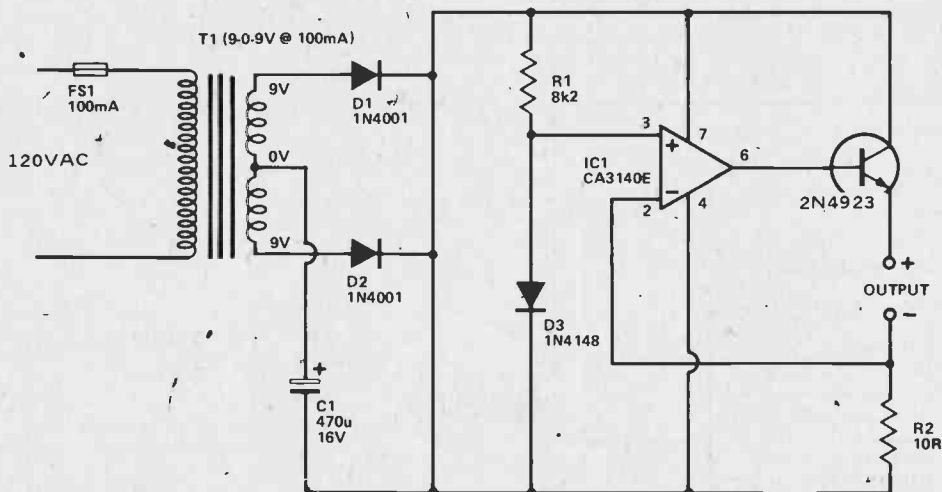 T1 (9-0-9V @ 100mA)
FS1
100mA
120VAC
9V
0V
9V
D1
1N4001
D2
1N4001
+
C1
470u
16V
R1
8k2
D3
1N4148
3
+
7
IC1
CA3140E
6
−
2
4
2N4923
+
OUTPUT
−
R2
10R